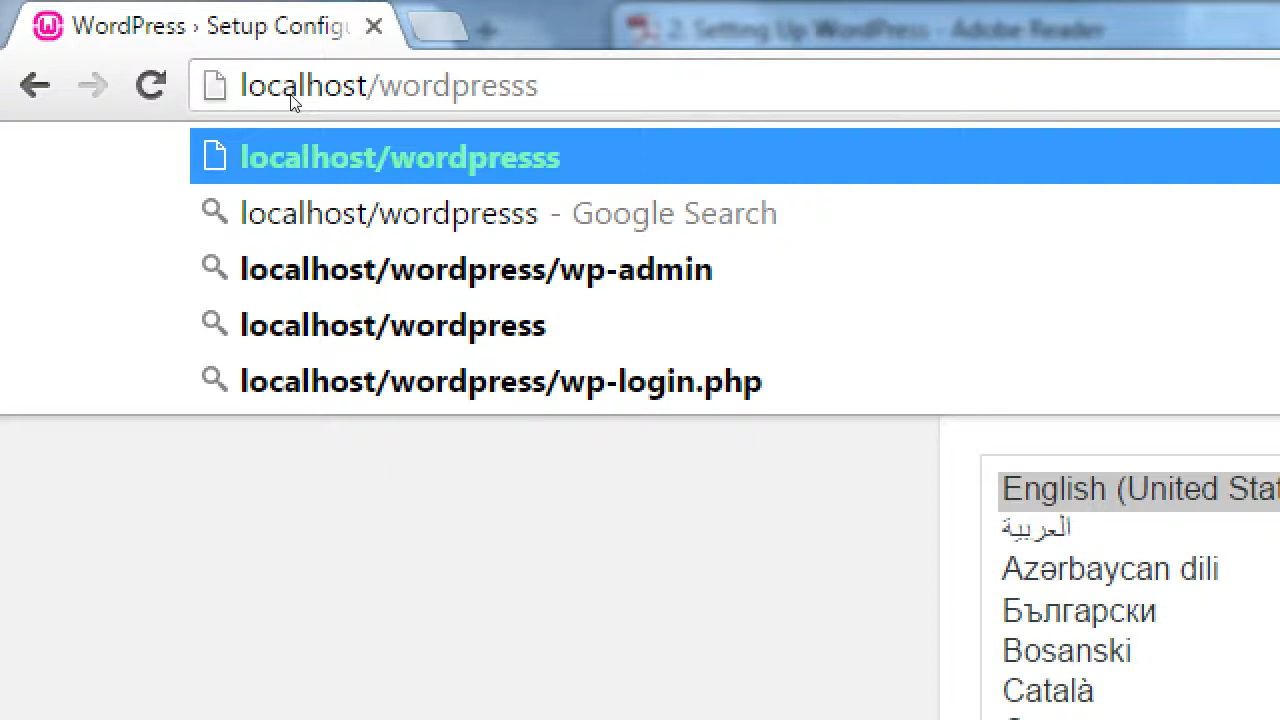 WordPress › Setup Configu
2. Setting Up WordPress - Adobe Reader
localhost/wordpresss
localhost/wordpresss
localhost/wordpresss - Google Search
localhost/wordpress/wp-admin
localhost/wordpress
localhost/wordpress/wp-login.php
English (United Stat
العربية
Azərbaycan dili
Български
Bosanski
Català